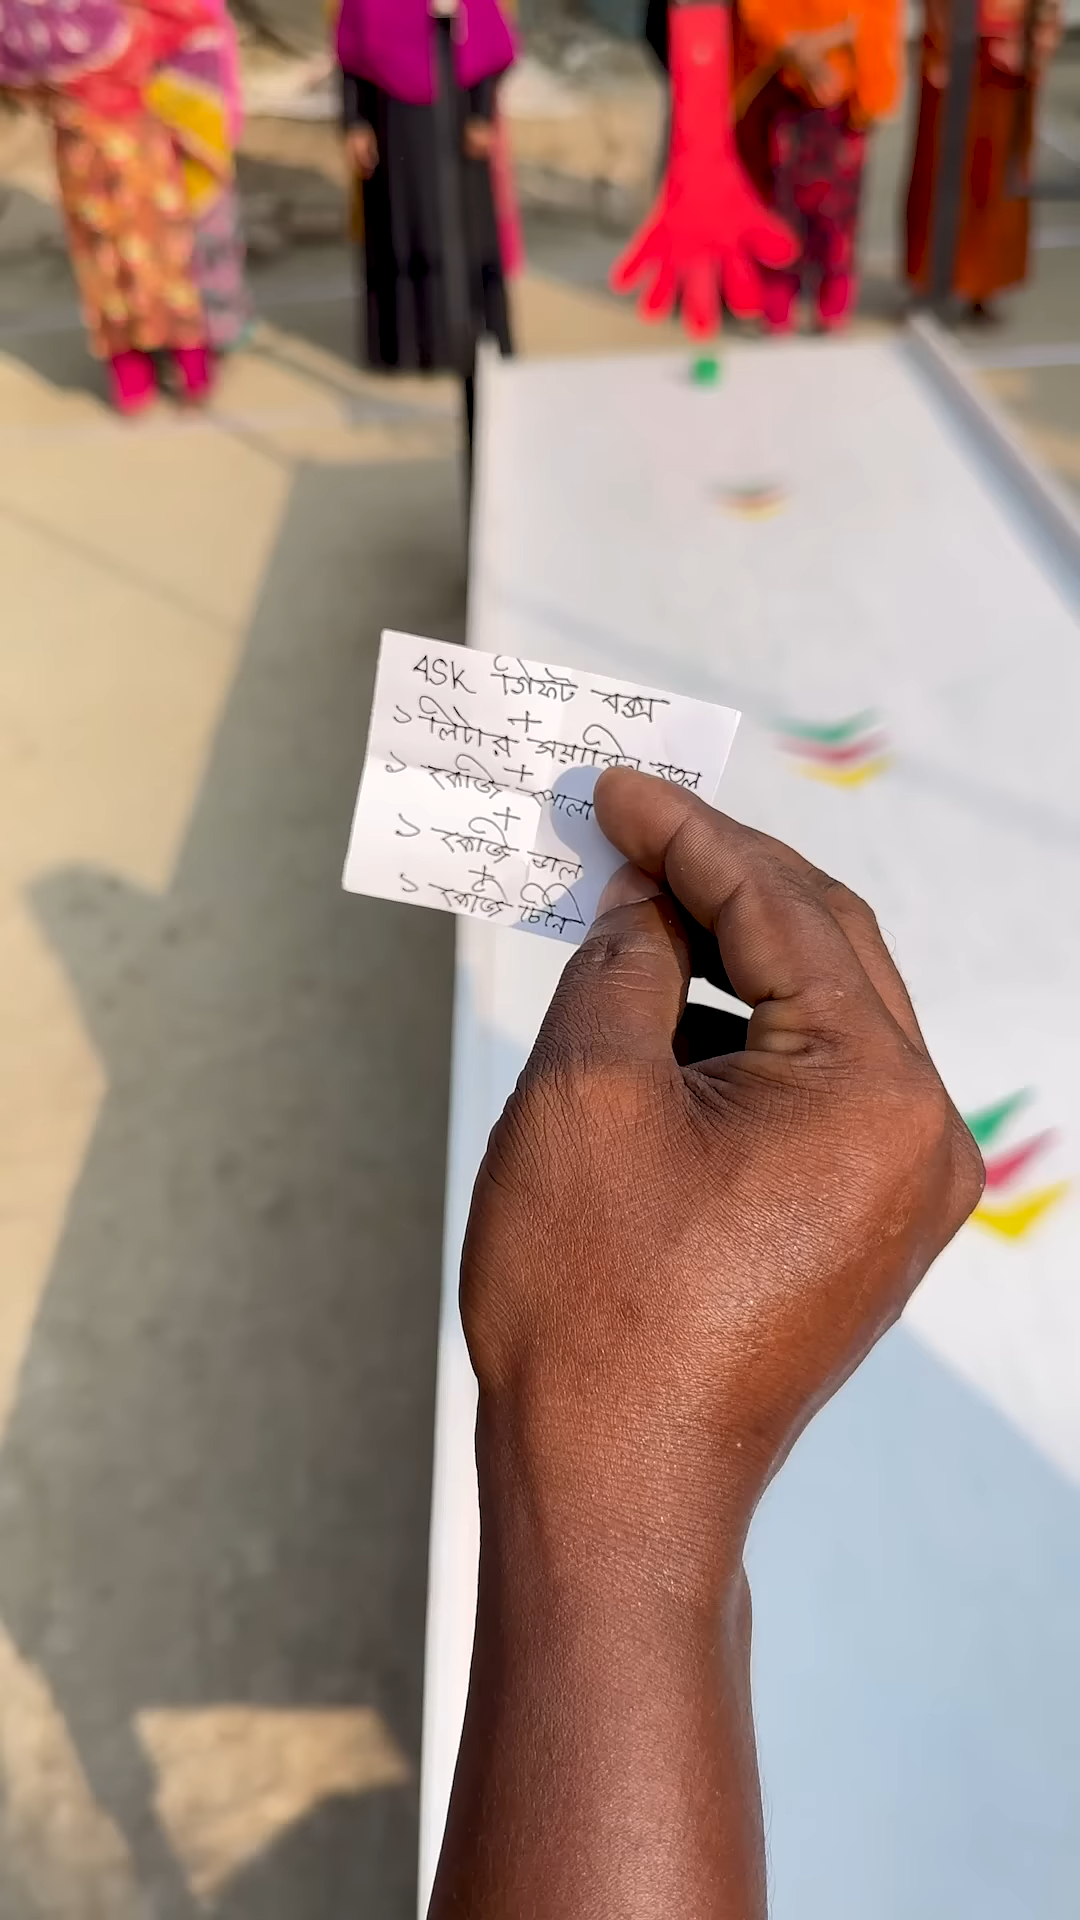 ASK গিফট বক্স
+
১ লিটার সয়াবিন তেল
+
১ কেজি পোলা
+
১ কেজি ডাল
+
১ কেজি চিনি